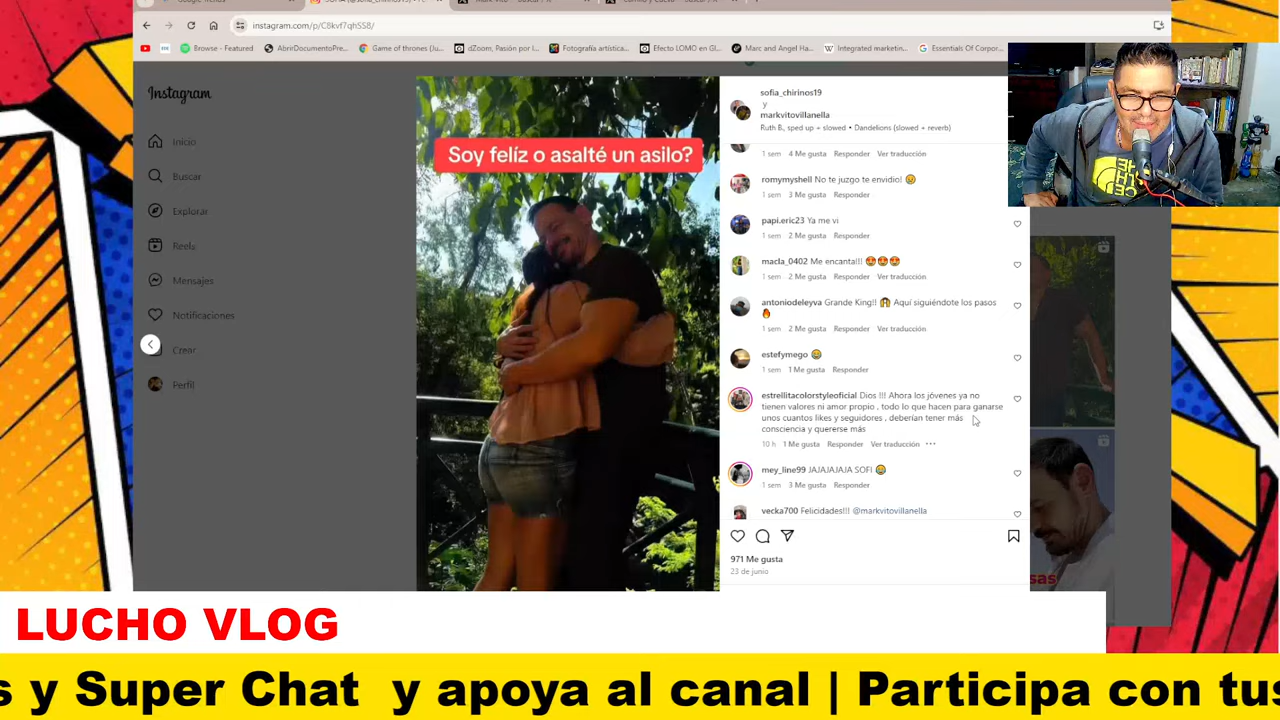 instagram.com/p/C8kvf7qhSS8/
Browse - Featured
AbrirDocumentoPre...
Game of thrones (Ju...
dZoom, Pasión por l...
Fotografía artística...
Efecto LOMO en Gl...
Marc and Angel Ha...
Integrated marketin...
Essentials Of Corpor...
Instagram
Inicio
Buscar
Explorar
Reels
Mensajes
Notificaciones
Crear
Perfil
Soy felíz o asalté un asilo?
sofia_chirinos19
y
markvitovillanella
Ruth B., sped up + slowed • Dandelions (slowed + reverb)
1 sem 4 Me gusta Responder Ver traducción
romymyshell No te juzgo te envidio!
1 sem 3 Me gusta Responder
papi.eric23 Ya me vi
1 sem 2 Me gusta Responder
macla_0402 Me encanta!!! 😍😍😍
1 sem 2 Me gusta Responder Ver traducción
antoniodeleyva Grande King!! Aquí siguiéndote los pasos
🔥
1 sem 2 Me gusta Responder Ver traducción
estefymego 😂
1 sem 1 Me gusta Responder
estrellitacolorstyleoficial Dios !!! Ahora los jóvenes ya no
tienen valores ni amor propio , todo lo que hacen para ganarse
unos cuantos likes y seguidores , deberían tener más
consciencia y quererse más
10 h 1 Me gusta Responder Ver traducción •••
mey_line99 JAJAJAJAJA SOFI 😂
1 sem 3 Me gusta Responder
vecka700 Felicidades!!! @markvitovillanella
971 Me gusta
23 de junio
LUCHO VLOG
s y Super Chat y apoya al canal | Participa con tus